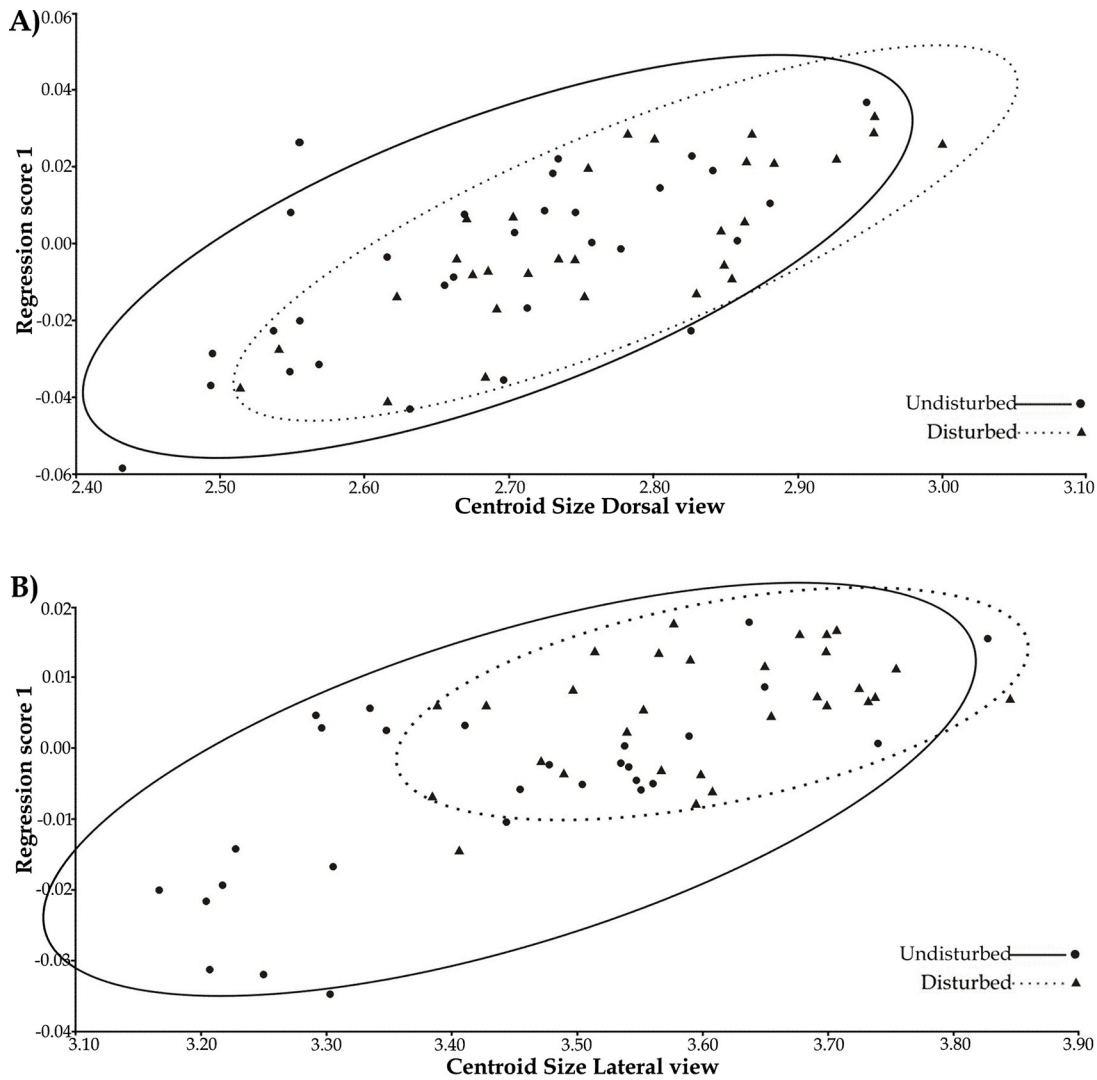 A)
0.06
0.04
0.02
0.00
-0.02
-0.04
-0.06
Regression score 1
Undisturbed
Disturbed
2.40 2.50 2.60 2.70 2.80 2.90 3.00 3.10
Centroid Size Dorsal view
B)
0.02
0.01
0.00
-0.01
-0.02
-0.03
-0.04
Regression score 1
Undisturbed
Disturbed
3.10 3.20 3.30 3.40 3.50 3.60 3.70 3.80 3.90
Centroid Size Lateral view